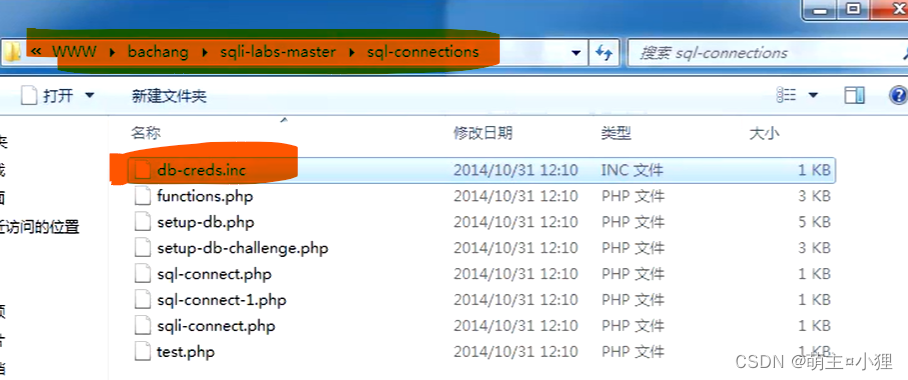 « WWW ▸ bachang ▸ sqli-labs-master ▸ sql-connections
搜索 sql-connections
打开 新建文件夹
名称 修改日期 类型 大小
db-creds.inc 2014/10/31 12:10 INC 文件 1 KB
functions.php 2014/10/31 12:10 PHP 文件 3 KB
setup-db.php 2014/10/31 12:10 PHP 文件 5 KB
setup-db-challenge.php 2014/10/31 12:10 PHP 文件 3 KB
sql-connect.php 2014/10/31 12:10 PHP 文件 1 KB
sql-connect-1.php 2014/10/31 12:10 PHP 文件 1 KB
sqli-connect.php 2014/10/31 12:10 PHP 文件 1 KB
test.php 2014/10/31 12:10 PHP 文件 1 KB
近访问的位置
CSDN @萌主¤小狸